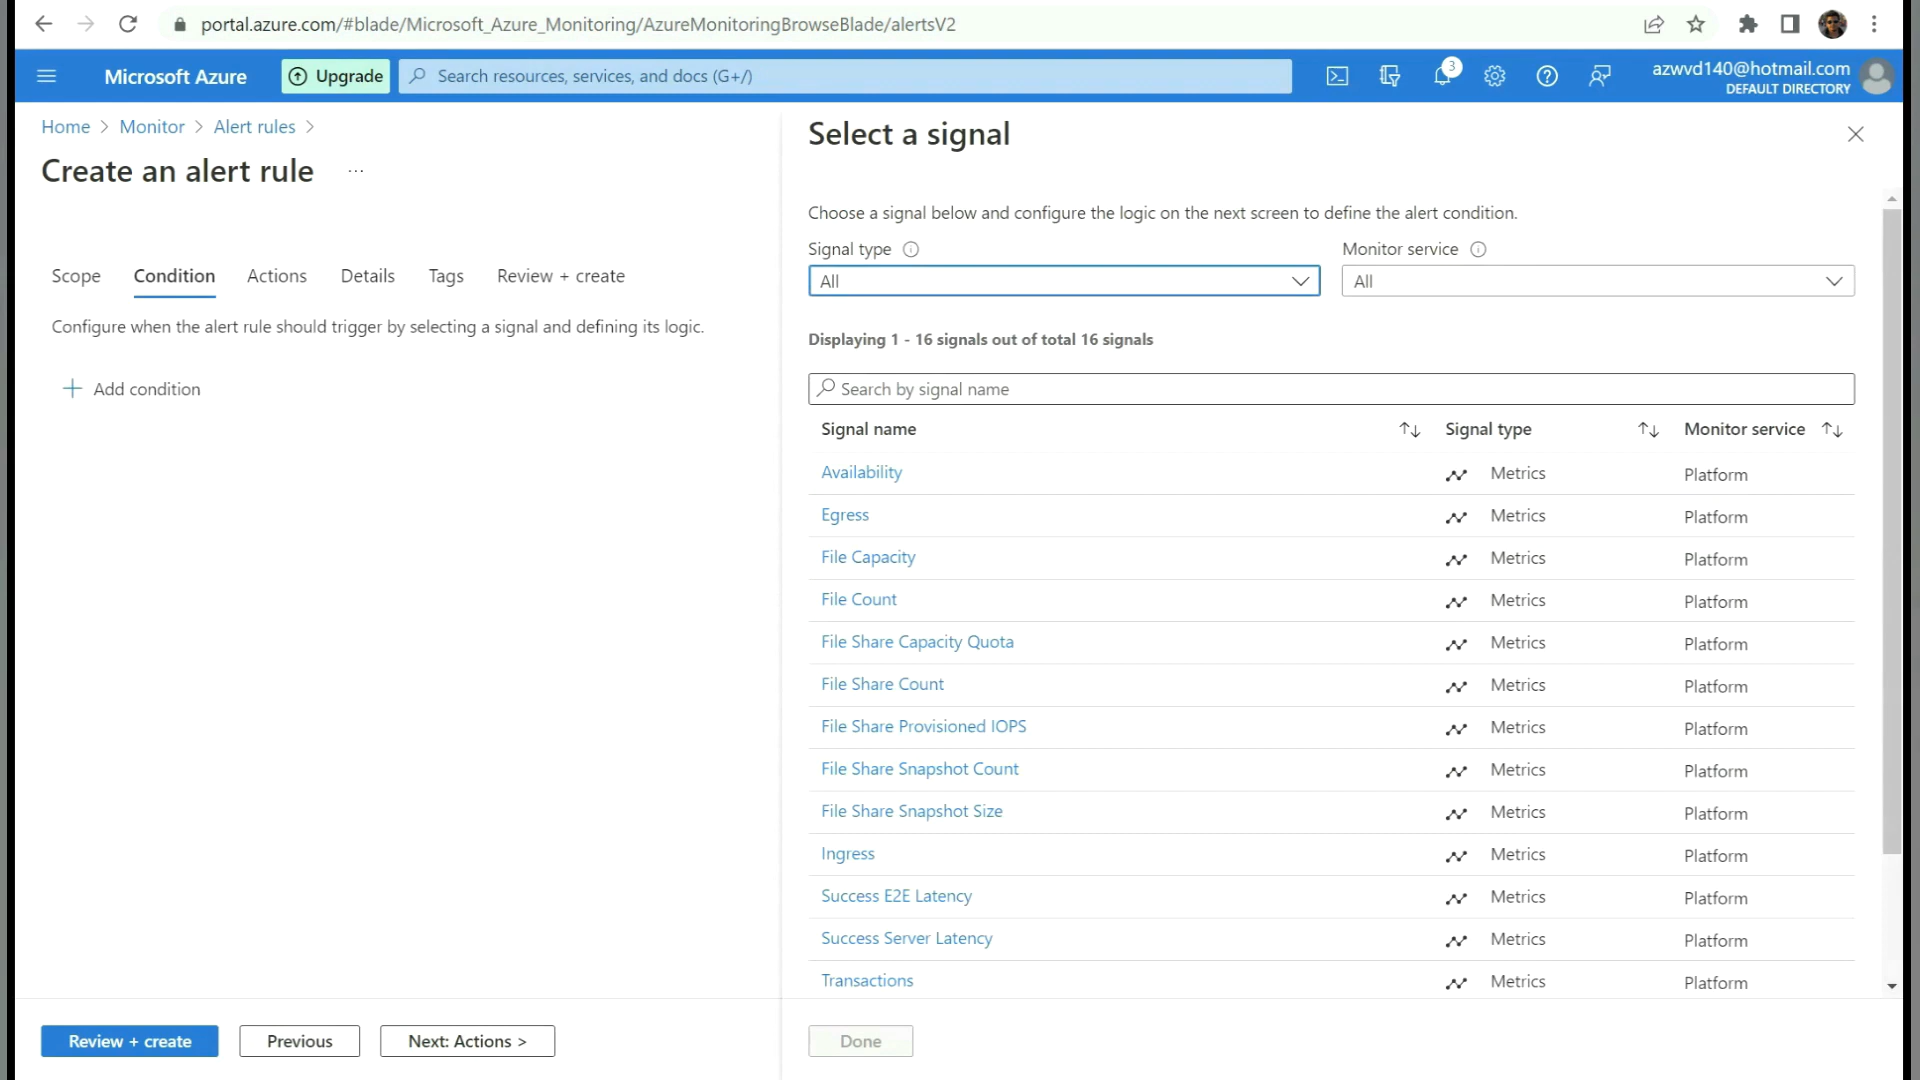 portal.azure.com/#blade/Microsoft_Azure_Monitoring/AzureMonitoringBrowseBlade/alertsV2
Microsoft Azure
Upgrade
Search resources, services, and docs (G+/)
3
azwvd140@hotmail.com
DEFAULT DIRECTORY
Home > Monitor > Alert rules >
Create an alert rule ...
Scope Condition Actions Details Tags Review + create
Configure when the alert rule should trigger by selecting a signal and defining its logic.
+ Add condition
Select a signal
Choose a signal below and configure the logic on the next screen to define the alert condition.
Signal type Monitor service
All All
Displaying 1 - 16 signals out of total 16 signals
Search by signal name
Signal name Signal type Monitor service
Availability Metrics Platform
Egress Metrics Platform
File Capacity Metrics Platform
File Count Metrics Platform
File Share Capacity Quota Metrics Platform
File Share Count Metrics Platform
File Share Provisioned IOPS Metrics Platform
File Share Snapshot Count Metrics Platform
File Share Snapshot Size Metrics Platform
Ingress Metrics Platform
Success E2E Latency Metrics Platform
Success Server Latency Metrics Platform
Transactions Metrics Platform
Review + create Previous Next: Actions > Done